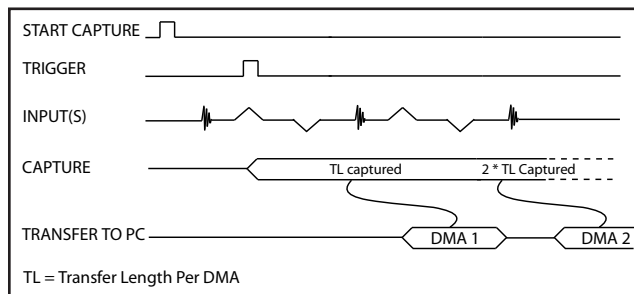 START CAPTURE
TRIGGER
INPUT(S)
CAPTURE
TL captured
2 * TL Captured
TRANSFER TO PC
DMA 1
DMA 2
TL = Transfer Length Per DMA